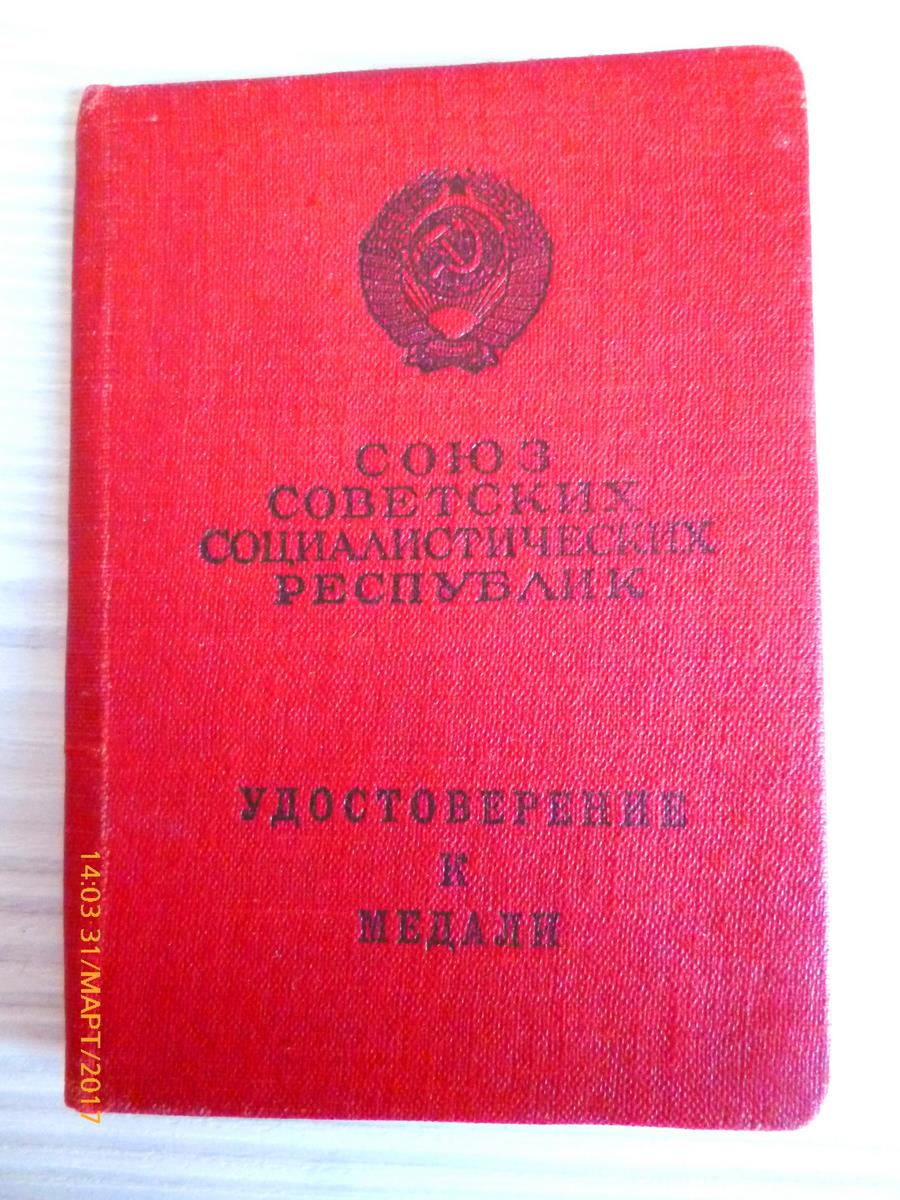 СОЮЗ
СОВЕТСКИХ
СОЦИАЛИСТИЧЕСКИХ
РЕСПУБЛИК
УДОСТОВЕРЕНИЕ
К
МЕДАЛИ
14:03 31/МАРТ/2017